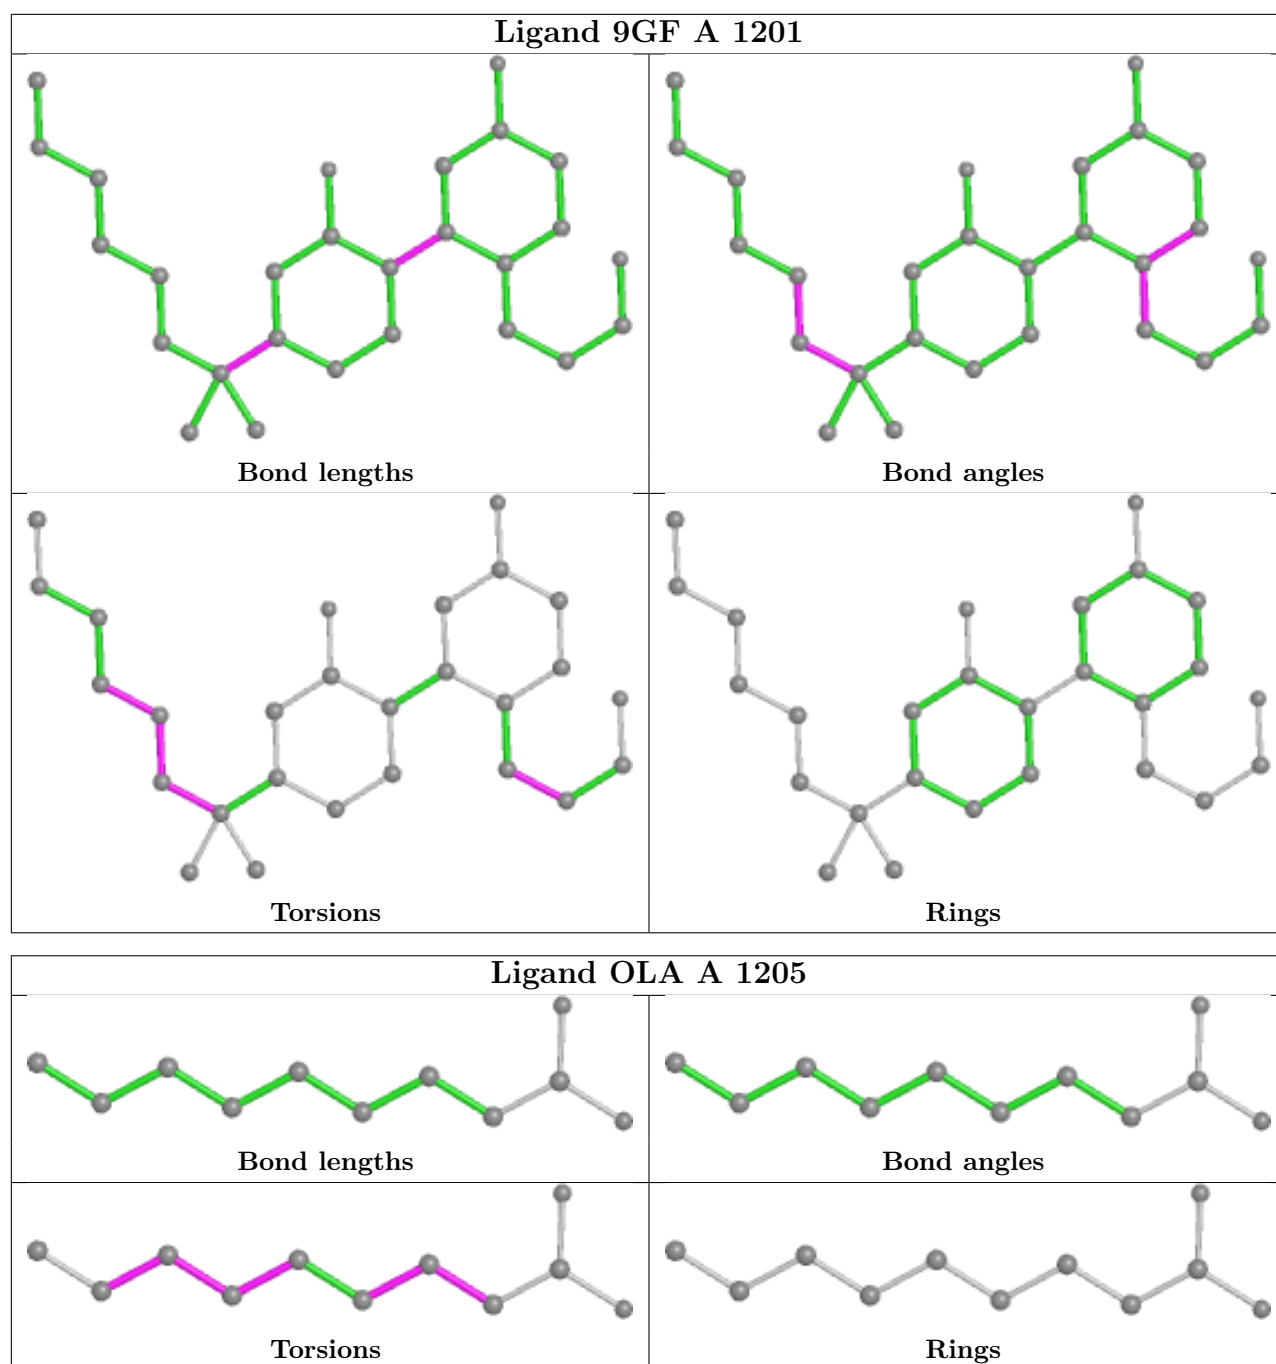 Ligand 9GF A 1201
Bond lengths
Bond angles
Torsions
Rings
Ligand OLA A 1205
Bond lengths
Bond angles
Torsions
Rings